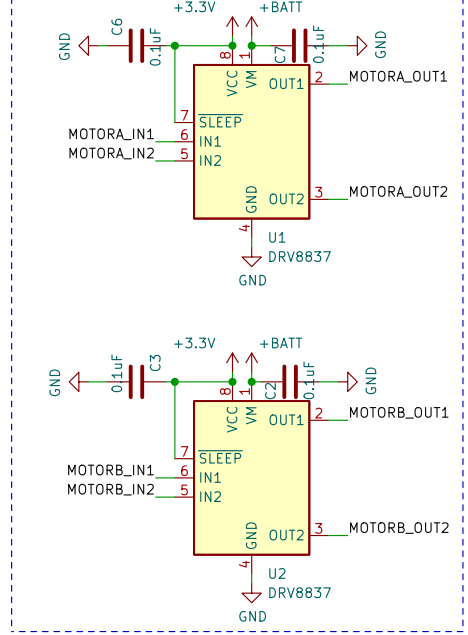 +3.3V +BATT
C6 0.1uF C7 0.1uF
GND GND
8 1
VCC VM OUT1 2 MOTORA_OUT1
7 SLEEP
MOTORA_IN1 6 IN1
MOTORA_IN2 5 IN2
GND OUT2 3 MOTORA_OUT2
4 U1
DRV8837
GND
+3.3V +BATT
0.1uF C3 C2 0.1uF
GND GND
8 1
VCC VM OUT1 2 MOTORB_OUT1
7 SLEEP
MOTORB_IN1 6 IN1
MOTORB_IN2 5 IN2
GND OUT2 3 MOTORB_OUT2
4 U2
DRV8837
GND